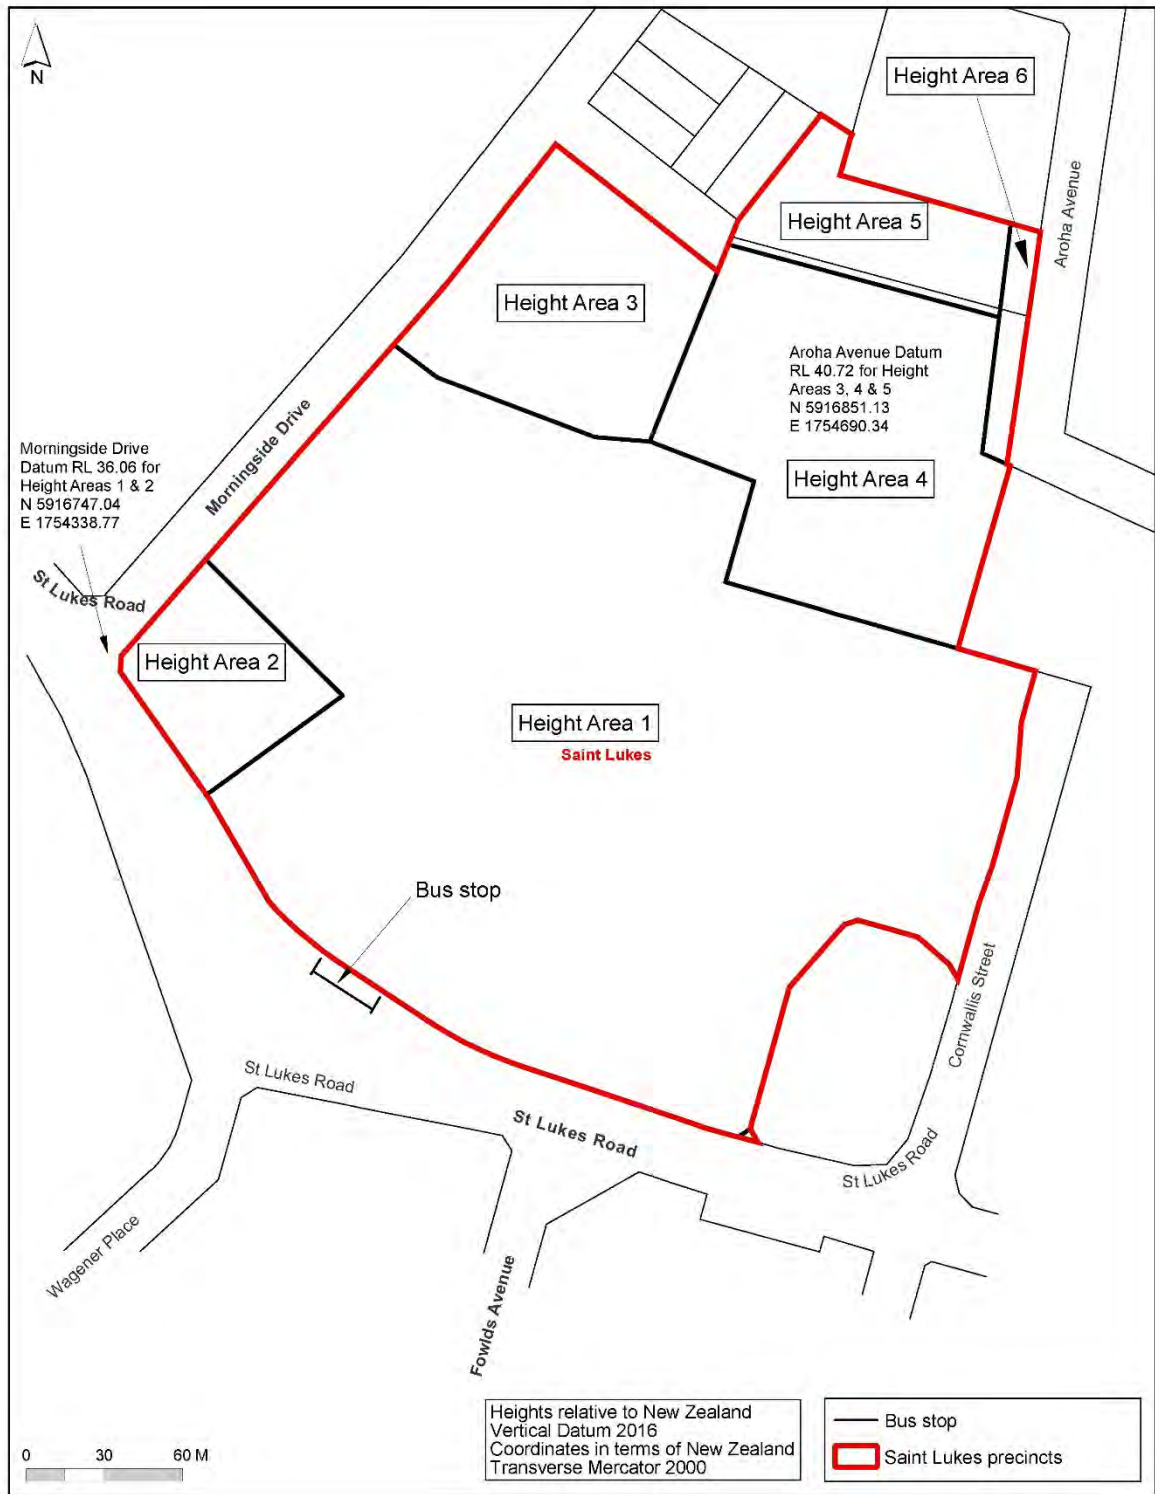 N
Height Area 6
Aroha Avenue
Height Area 5
Height Area 3
Aroha Avenue Datum
RL 40.72 for Height
Areas 3, 4 & 5
N 5916851.13
E 1754690.34
Morningside Drive
Morningside Drive
Datum RL 36.06 for
Height Areas 1 & 2
N 5916747.04
E 1754338.77
Height Area 4
St Lukes Road
Height Area 2
Height Area 1
Saint Lukes
Bus stop
Cornwallis Street
St Lukes Road
St Lukes Road
St Lukes Road
Wagener Place
Fowlds Avenue
Heights relative to New Zealand
Vertical Datum 2016
Coordinates in terms of New Zealand
Transverse Mercator 2000
Bus stop
Saint Lukes precincts
0 30 60 M